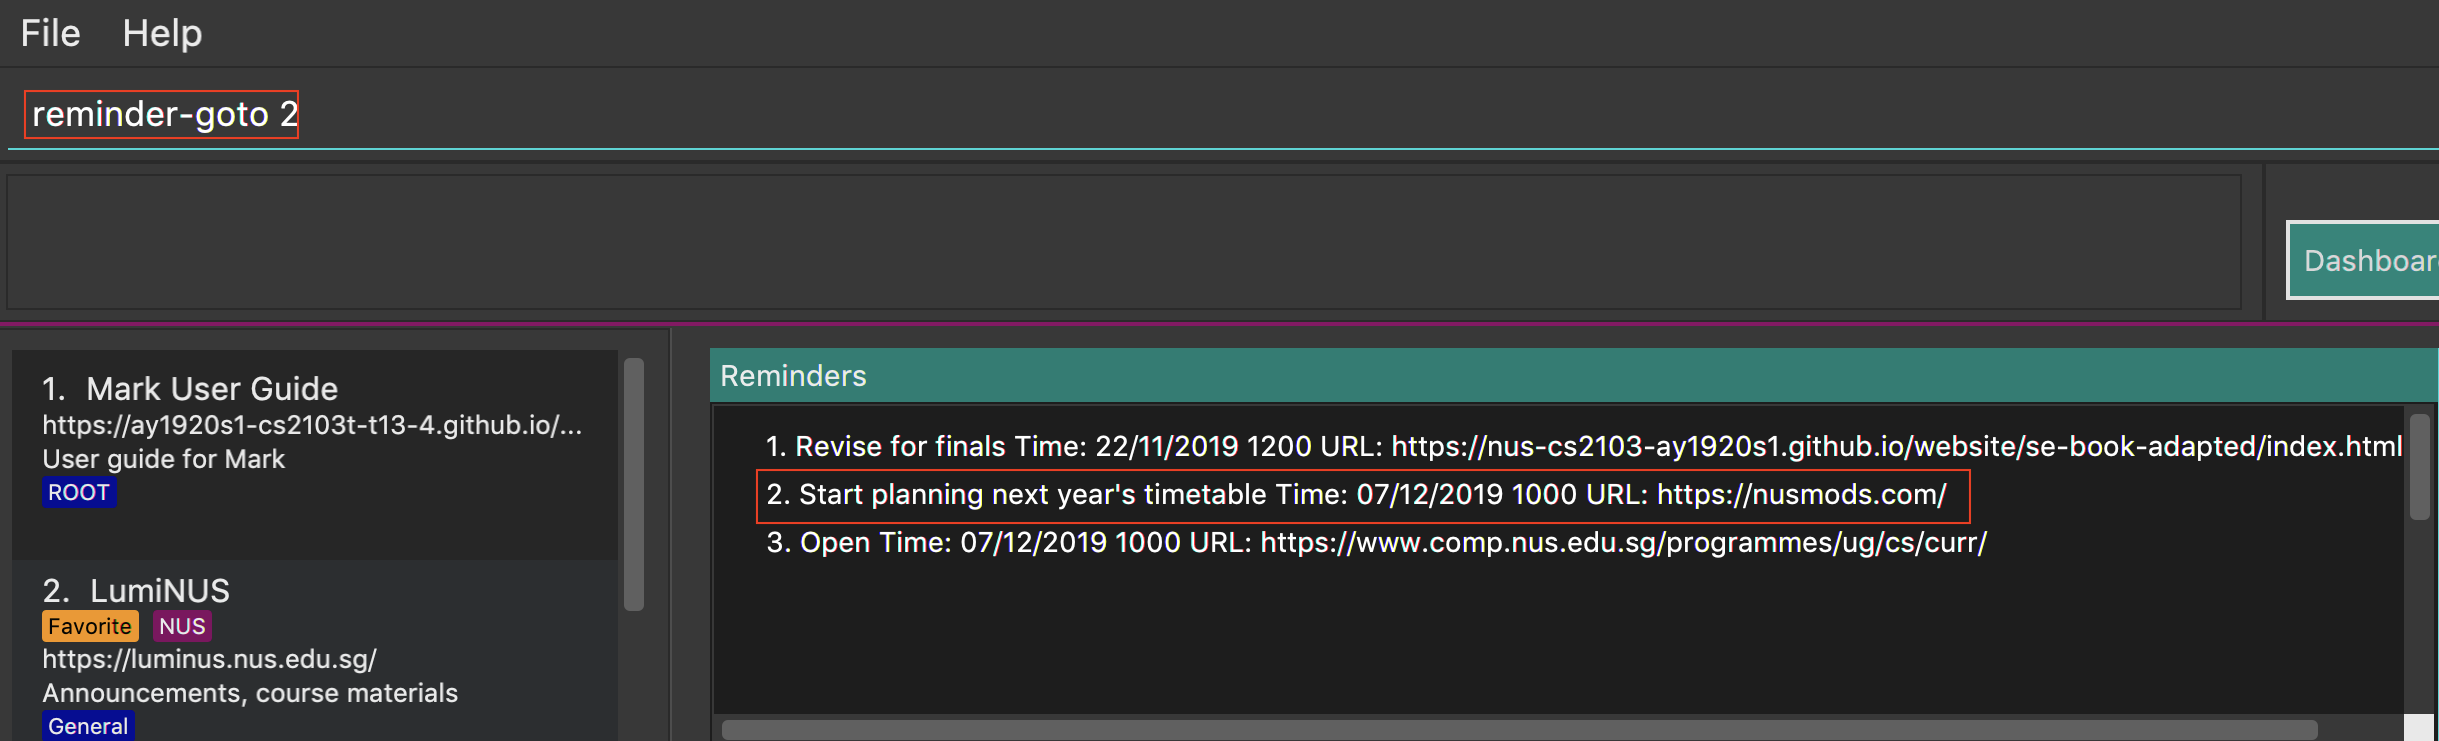 File Help
reminder-goto 2
Dashboar
1. Mark User Guide
https://ay1920s1-cs2103t-t13-4.github.io/...
User guide for Mark
ROOT
2. LumiNUS
Favorite NUS
https://luminus.nus.edu.sg/
Announcements, course materials
General
Reminders
1. Revise for finals Time: 22/11/2019 1200 URL: https://nus-cs2103-ay1920s1.github.io/website/se-book-adapted/index.html
2. Start planning next year's timetable Time: 07/12/2019 1000 URL: https://nusmods.com/
3. Open Time: 07/12/2019 1000 URL: https://www.comp.nus.edu.sg/programmes/ug/cs/curr/